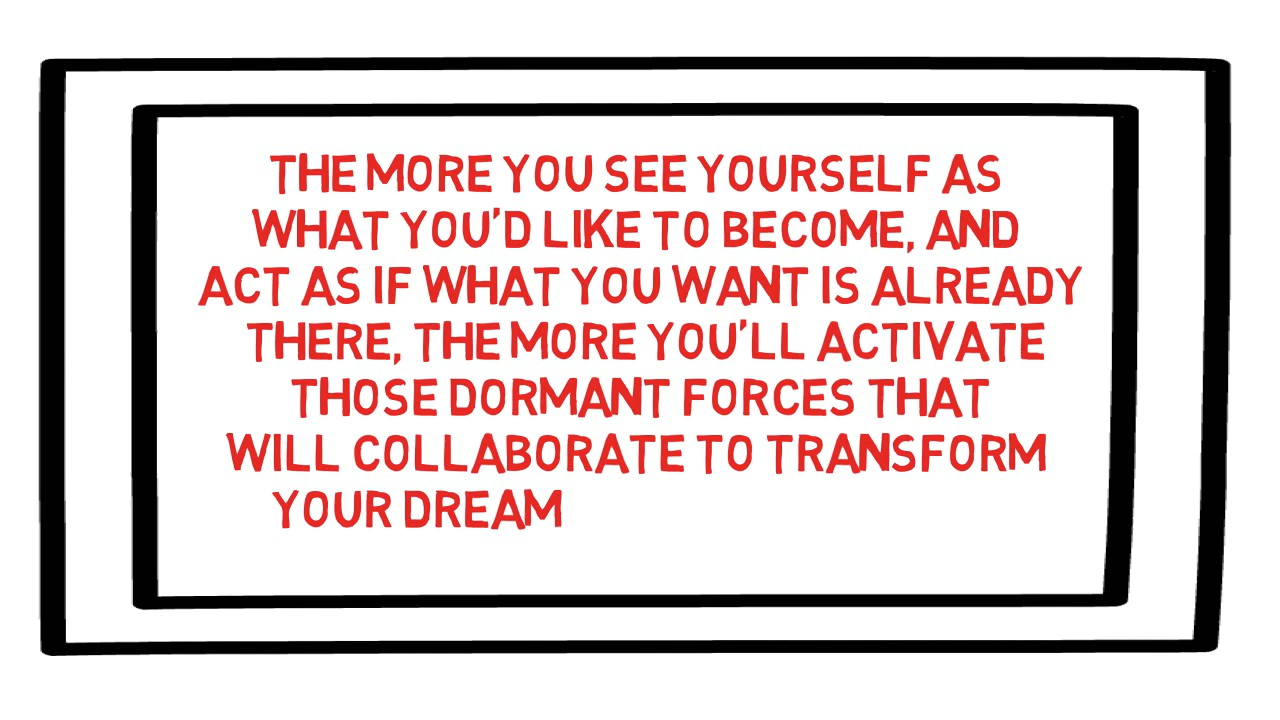 THE MORE YOU SEE YOURSELF AS
WHAT YOU'D LIKE TO BECOME, AND
ACT AS IF WHAT YOU WANT IS ALREADY
THERE, THE MORE YOU'LL ACTIVATE
THOSE DORMANT FORCES THAT
WILL COLLABORATE TO TRANSFORM
YOUR DREAM